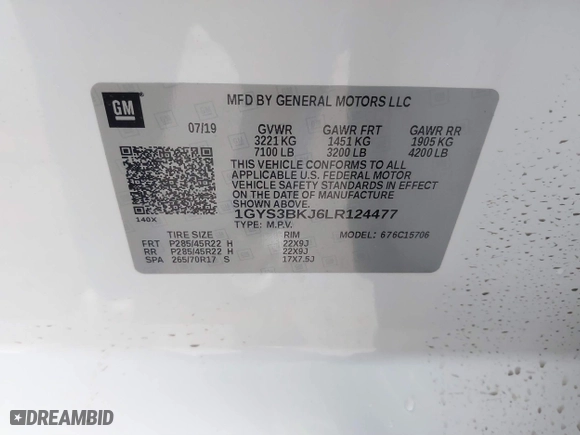 GM
MFD BY GENERAL MOTORS LLC
07/19 GVWR GAWR FRT GAWR RR
3221 KG 1451 KG 1905 KG
7100 LB 3200 LB 4200 LB
THIS VEHICLE CONFORMS TO ALL
APPLICABLE U.S. FEDERAL MOTOR
VEHICLE SAFETY STANDARDS IN EFFECT
ON THE DATE OF MANUFACTURE
SHOWN ABOVE.
140X 1GYS3BKJ6LR124477
TYPE: M.P.V.
TIRE SIZE RIM MODEL: 676C15706
FRT P285/45R22 H 22X9J
RR P285/45R22 H 22X9J
SPA 265/70R17 S 17X7.5J
DREAMBID